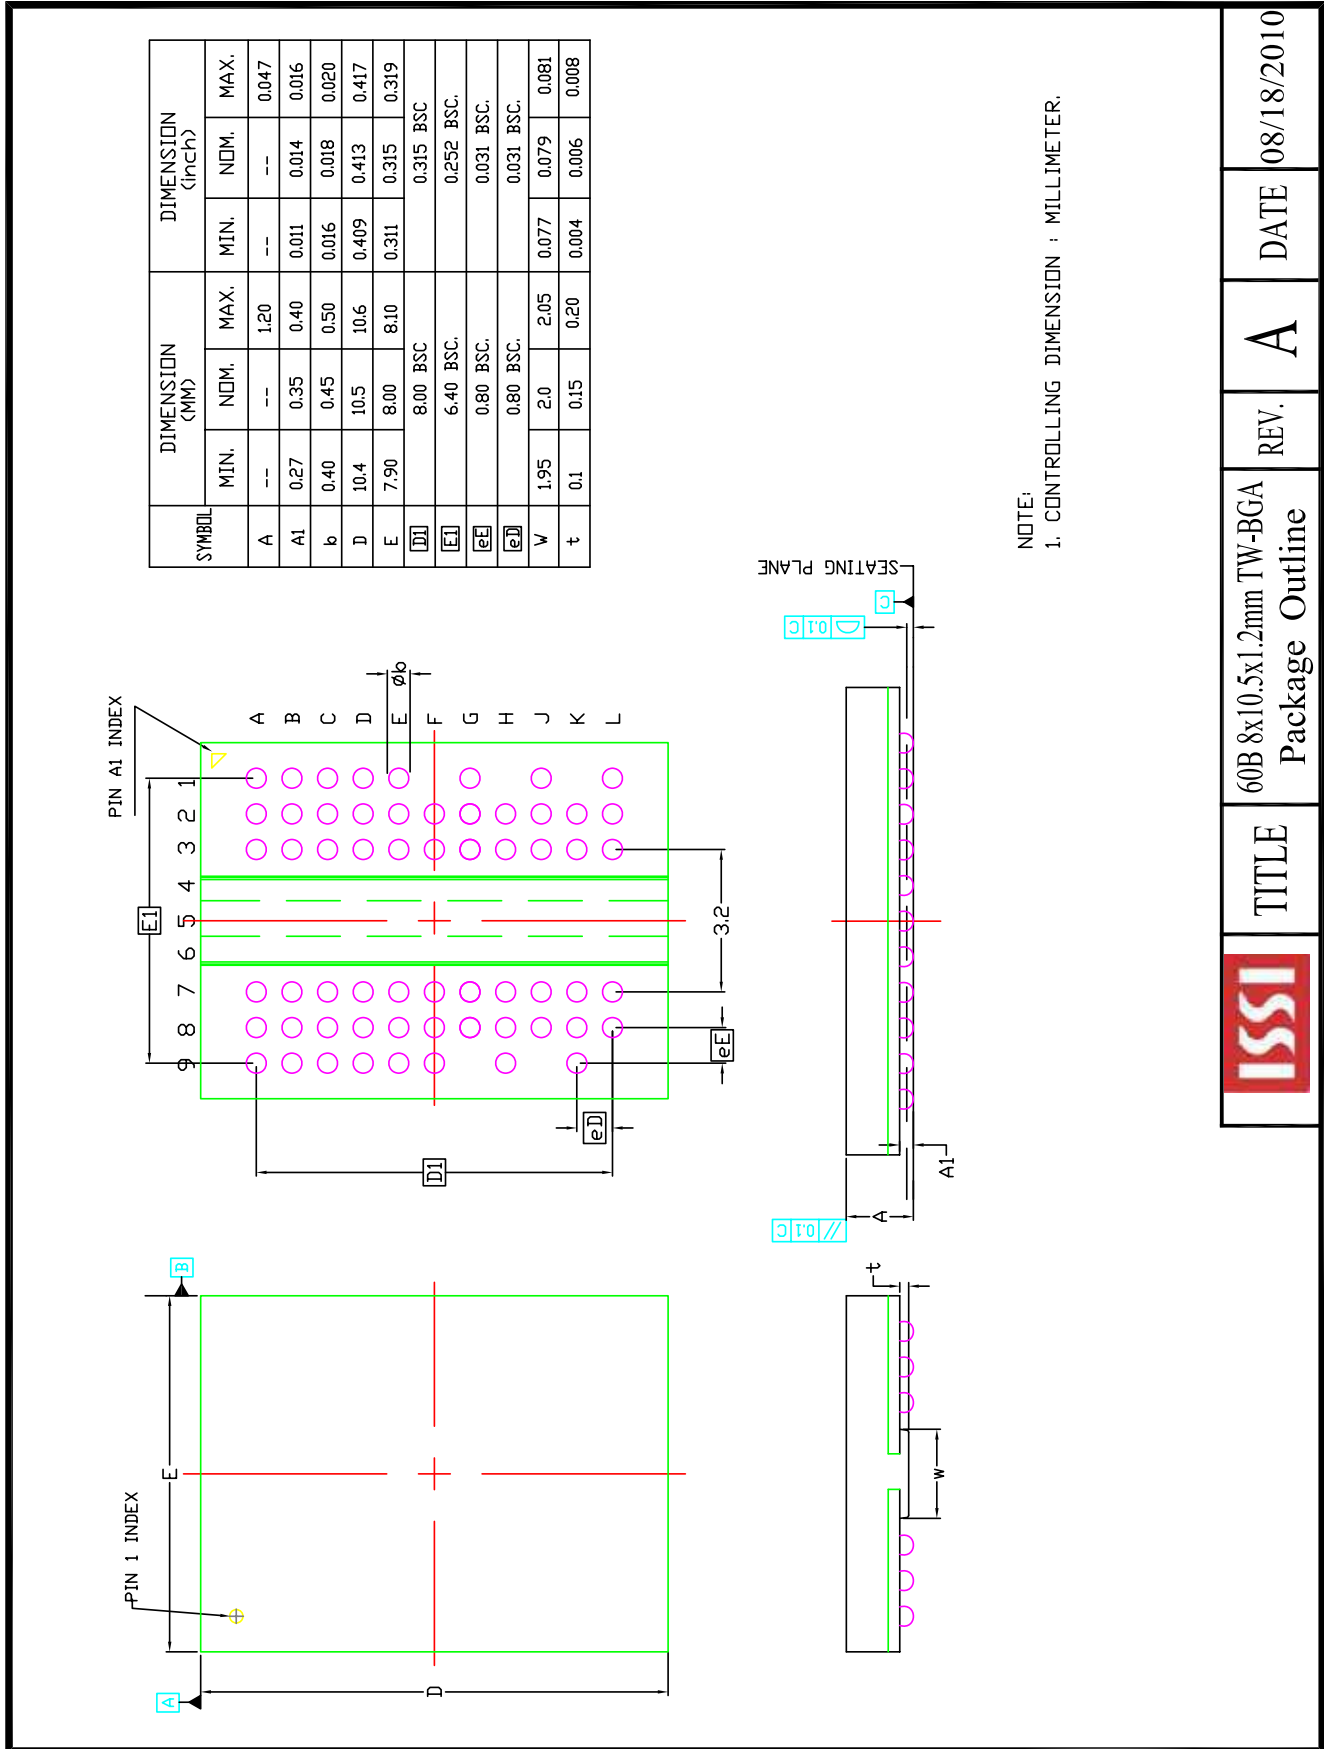 PIN 1 INDEX
E
D
A
B
PIN A1 INDEX
E1
9 8 7 6 5 4 3 2 1
A
B
C
D
E
F
G
H
J
K
L
øb
D1
eD
eE
3.2
SYMBOL DIMENSION (MM) DIMENSION (inch)
MIN. NOM. MAX. MIN. NOM. MAX.
A -- -- 1.20 -- -- 0.047
A1 0.27 0.35 0.40 0.011 0.014 0.016
b 0.40 0.45 0.50 0.016 0.018 0.020
D 10.4 10.5 10.6 0.409 0.413 0.417
E 7.90 8.00 8.10 0.311 0.315 0.319
D1 8.00 BSC 0.315 BSC
E1 6.40 BSC. 0.252 BSC.
eE 0.80 BSC. 0.031 BSC.
eD 0.80 BSC. 0.031 BSC.
W 1.95 2.0 2.05 0.077 0.079 0.081
t 0.1 0.15 0.20 0.004 0.006 0.008
t
w
// 0.1 C
A
A1
0.1 C
C
SEATING PLANE
NOTE:
1. CONTROLLING DIMENSION : MILLIMETER.
ISSI
TITLE
60B 8x10.5x1.2mm TW-BGA
Package Outline
REV.
A
DATE
08/18/2010